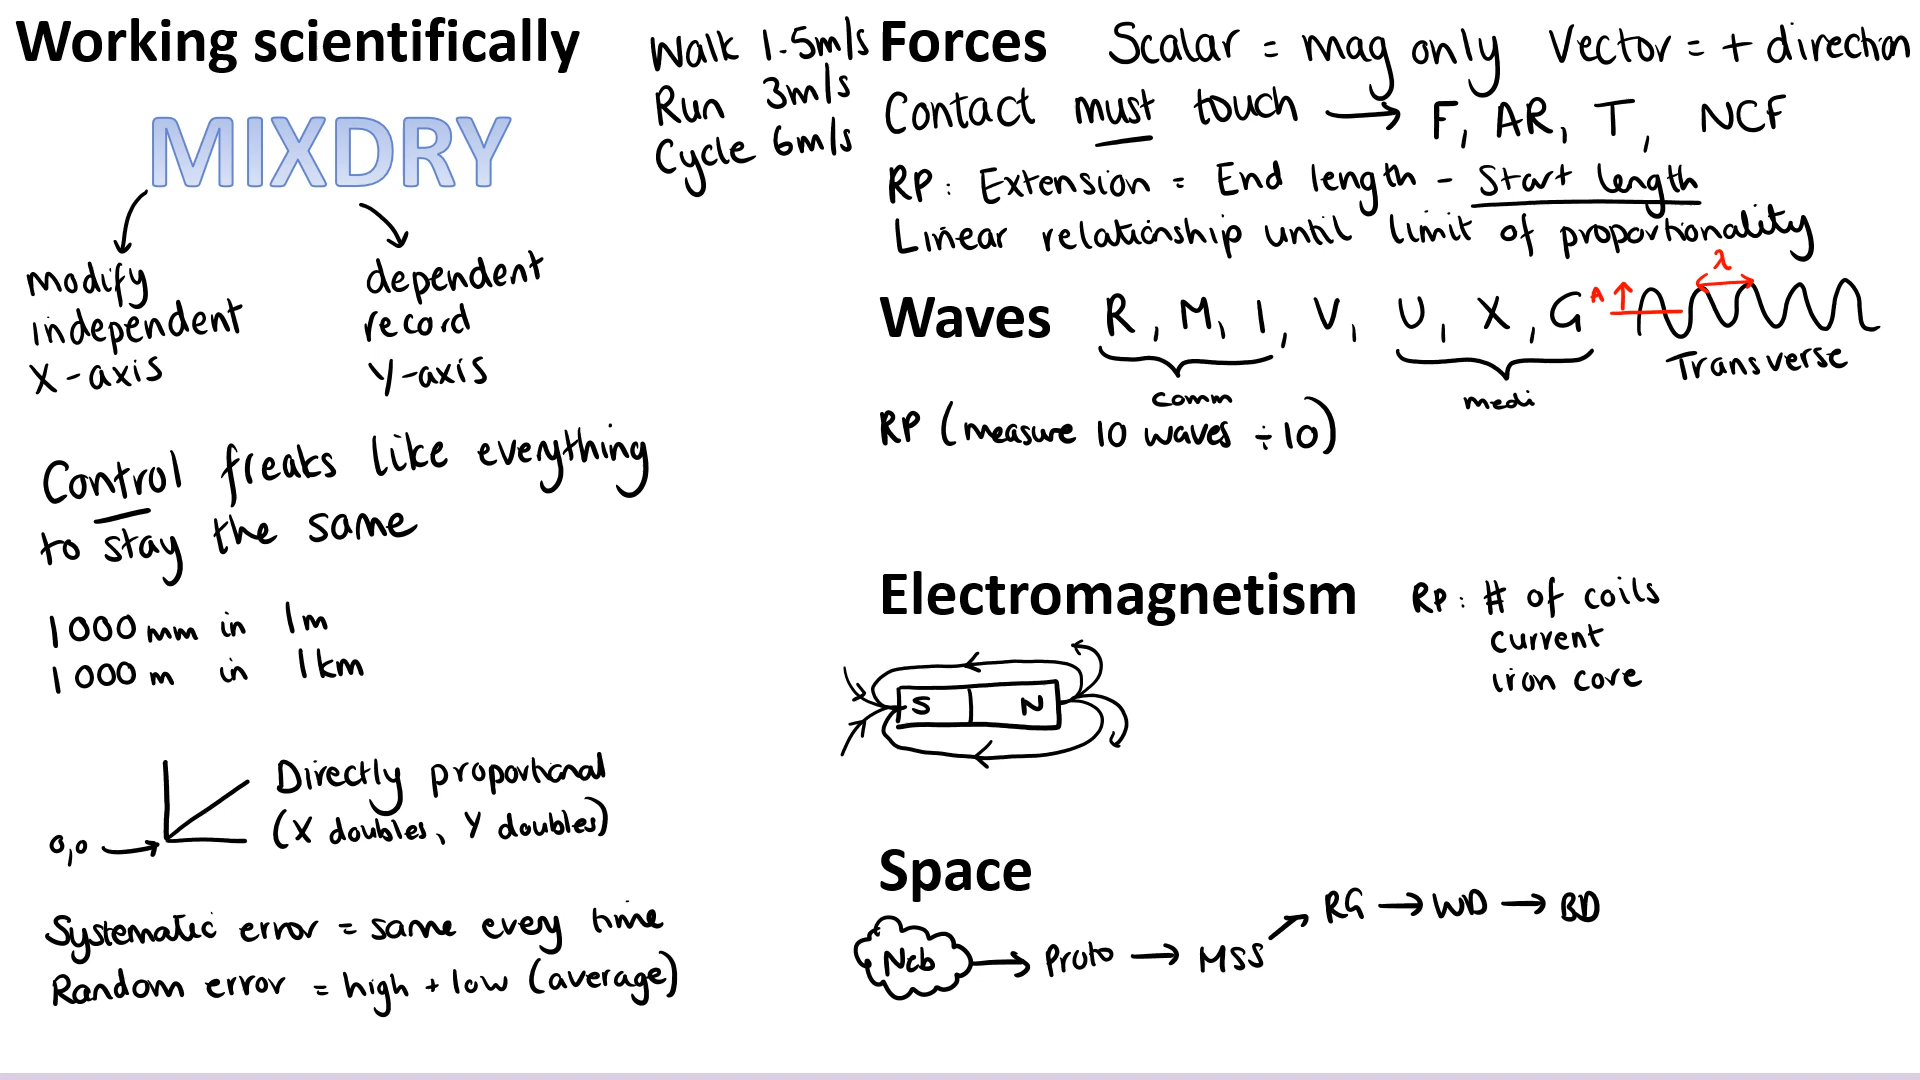 Working scientifically
MIXDRY
modify
independent
X-axis
dependent
record
Y-axis
Control freaks like everything
to stay the same
1000 mm in 1m
1000 m in 1km
0,0
Directly proportional
(X doubles, Y doubles)
Systematic error = same every time
Random error = high + low (average)
Walk 1.5m/s
Run 3m/s
Cycle 6m/s
Forces Scalar = mag only Vector = + direction
Contact must touch → F, AR, T, NCF
RP: Extension = End length - Start length
Linear relationship until limit of proportionality
Waves R, M, I, V, U, X, G
A
λ
comm
medi
Transverse
RP (measure 10 waves ÷ 10)
Electromagnetism
RP: # of coils
current
iron core
S N
Space
Neb → Proto → MSS → RG → WD → BD